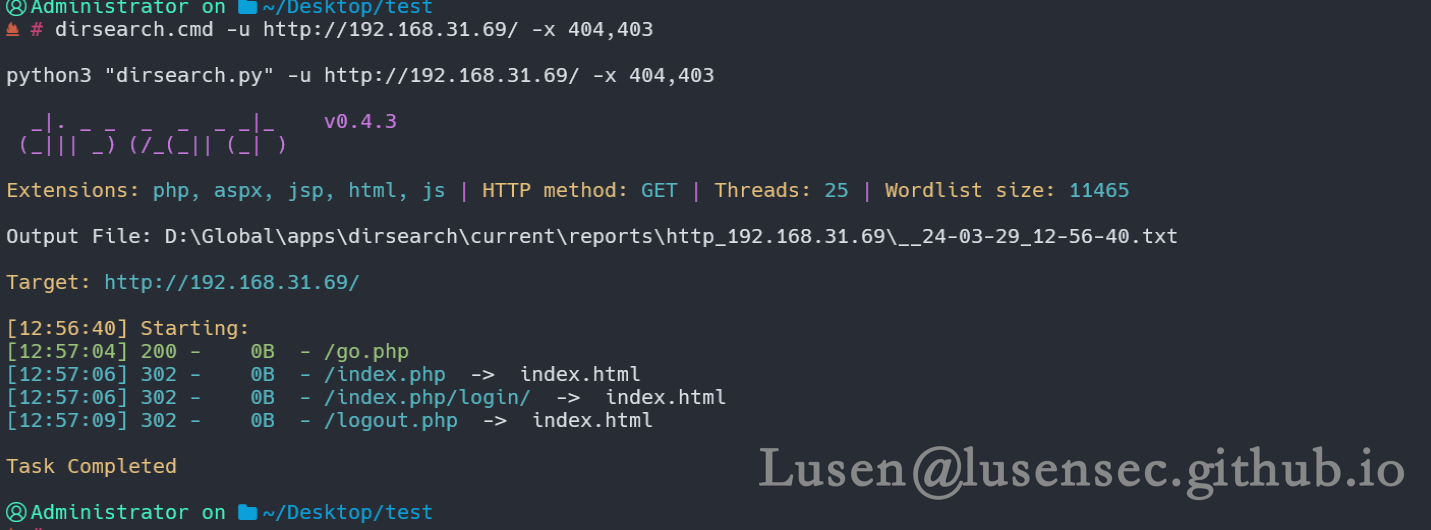 Administrator on ~/Desktop/test
# dirsearch.cmd -u http://192.168.31.69/ -x 404,403
python3 "dirsearch.py" -u http://192.168.31.69/ -x 404,403
  _|. _ _  _  _  _ _|_    v0.4.3
 (_||| _) (/_(_|| (_| )
Extensions: php, aspx, jsp, html, js | HTTP method: GET | Threads: 25 | Wordlist size: 11465
Output File: D:\Global\apps\dirsearch\current\reports\http_192.168.31.69\__24-03-29_12-56-40.txt
Target: http://192.168.31.69/
[12:56:40] Starting:
[12:57:04] 200 -    0B  - /go.php
[12:57:06] 302 -    0B  - /index.php  ->  index.html
[12:57:06] 302 -    0B  - /index.php/login/  ->  index.html
[12:57:09] 302 -    0B  - /logout.php  ->  index.html
Task Completed
Lusen@lusensec.github.io
Administrator on ~/Desktop/test